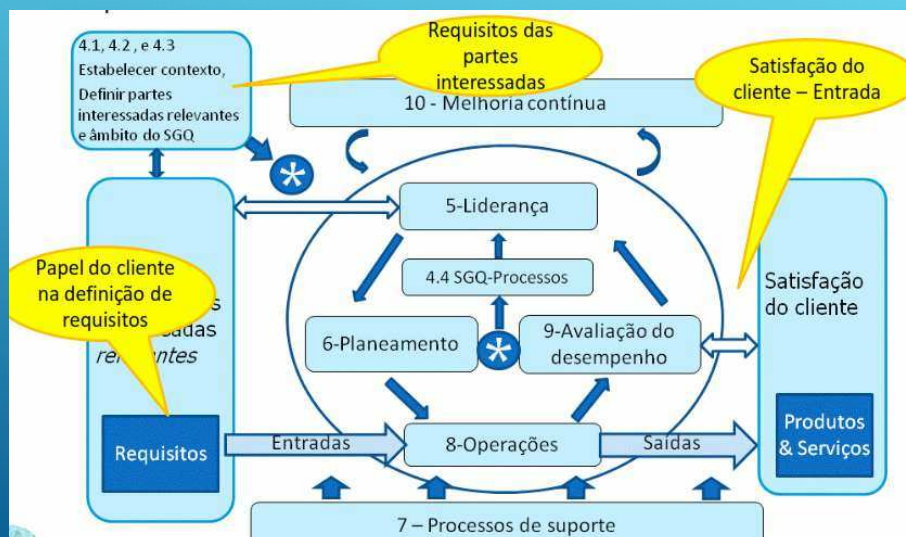 4.1, 4.2 , e 4.3
Estabelecer contexto,
Definir partes
interessadas relevantes
e âmbito do SGQ
Requisitos das
partes
interessadas
10 - Melhoria contínua
Satisfação do
cliente – Entrada
5-Liderança
4.4 SGQ-Processos
Papel do cliente
na definição de
requisitos
6-Planeamento
9-Avaliação do
desempenho
Satisfação
do cliente
Requisitos
Entradas
8-Operações
Saídas
Produtos
& Serviços
7 – Processos de suporte